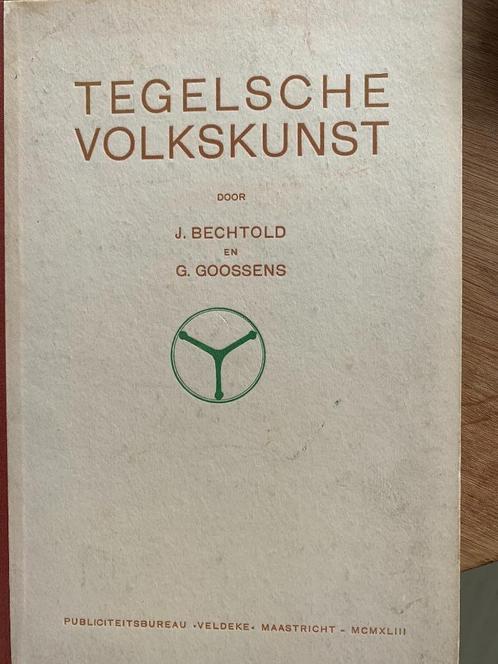 TEGELSCHE
VOLKSKUNST
DOOR
J. BECHTOLD
EN
G. GOOSSENS
PUBLICITEITSBUREAU «VELDEKE« MAASTRICHT – MCMXLIII